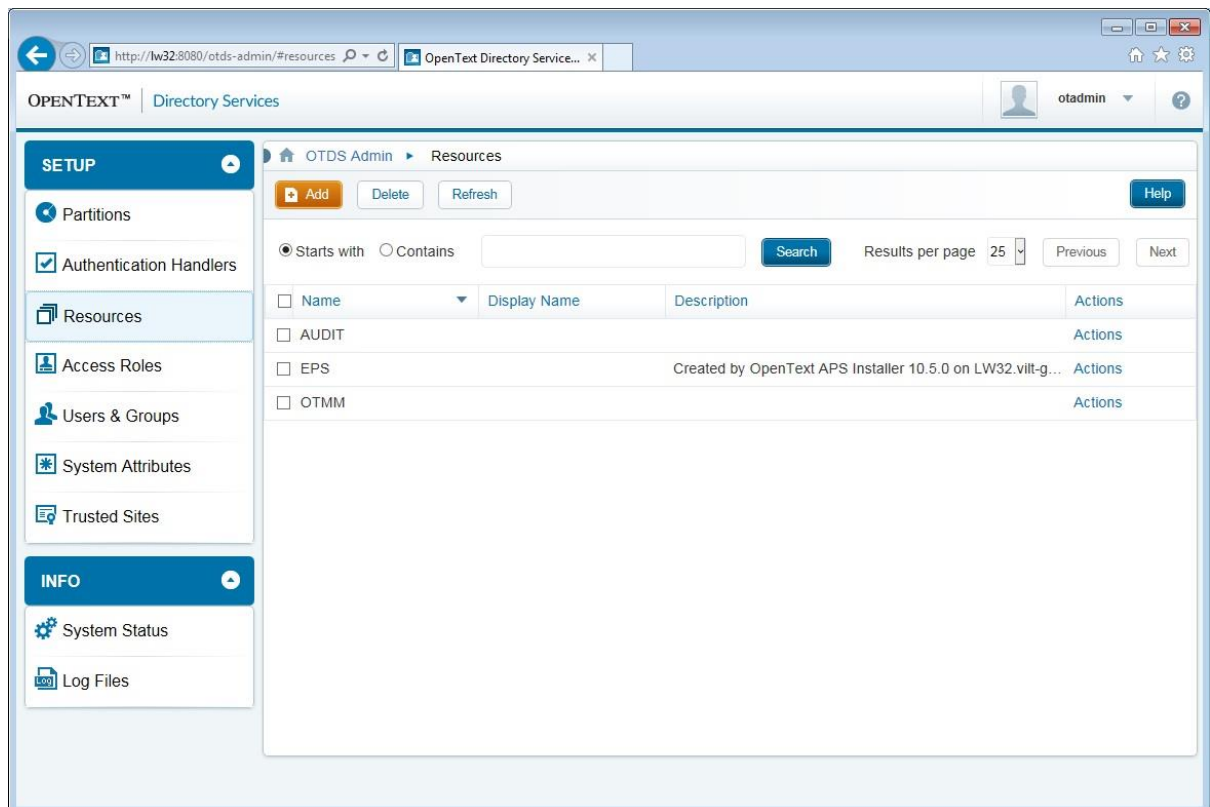 http://lw32:8080/otds-admin/#resources
OpenText Directory Service...
OPENTEXT™ Directory Services
otadmin
SETUP
Partitions
Authentication Handlers
Resources
Access Roles
Users & Groups
System Attributes
Trusted Sites
INFO
System Status
Log Files
OTDS Admin Resources
Add Delete Refresh Help
Starts with Contains Search Results per page 25 Previous Next
Name Display Name Description Actions
AUDIT Actions
EPS Created by OpenText APS Installer 10.5.0 on LW32.vilt-g... Actions
OTMM Actions